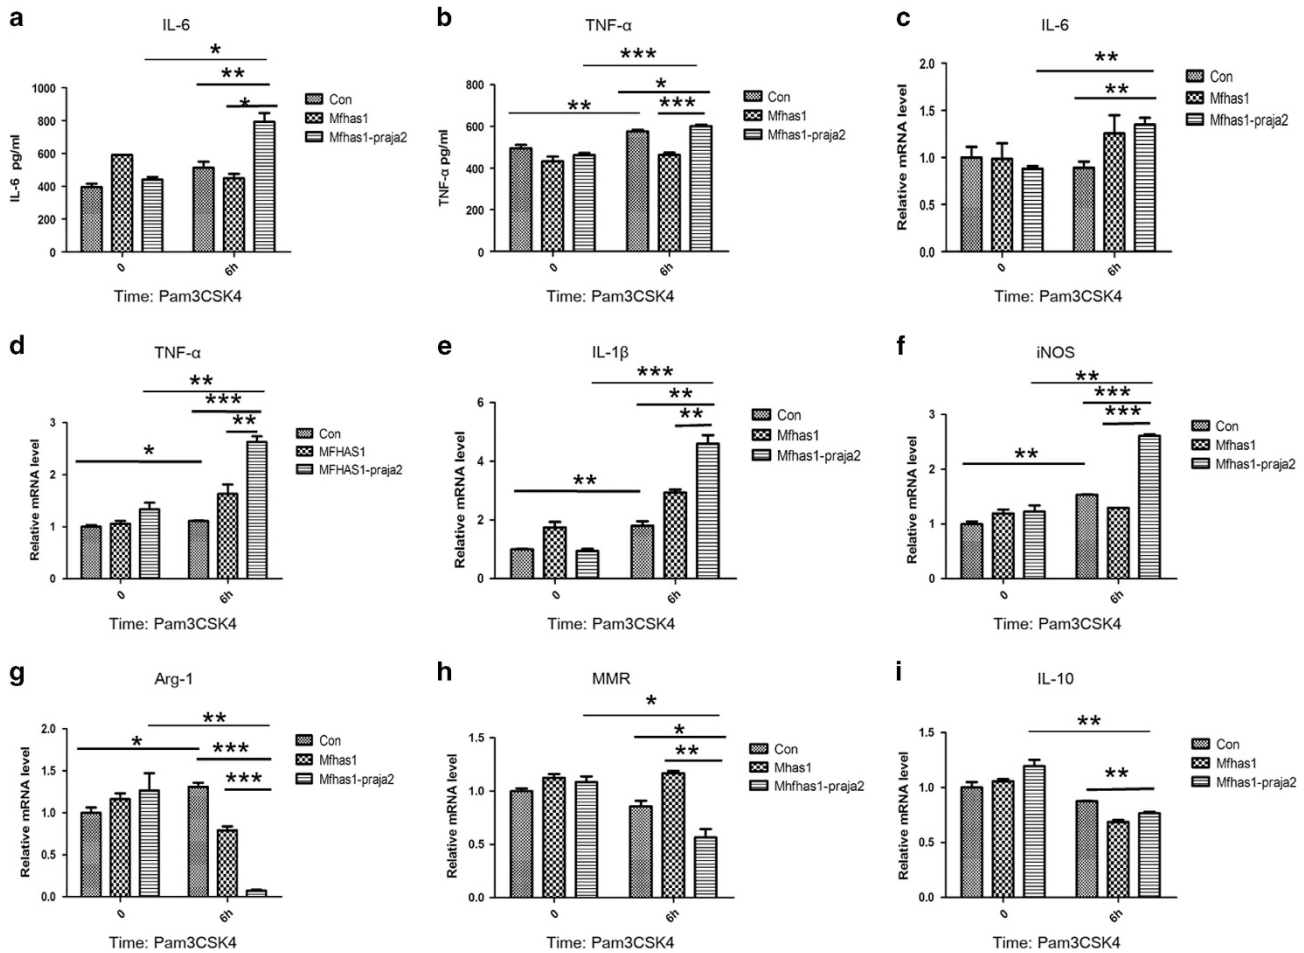 a
IL-6
*
**
*
1000
800
600
400
200
0
IL-6 pg/ml
0
6h
Time: Pam3CSK4
Con
Mfhas1
Mfhas1-praja2
b
TNF-α
***
*
**
***
800
600
400
200
0
TNF-α pg/ml
0
6h
Time: Pam3CSK4
Con
Mfhas1
Mfhas1-praja2
c
IL-6
**
**
2.0
1.5
1.0
0.5
0.0
Relative mRNA level
0
6h
Time: Pam3CSK4
Con
Mfhas1
Mfhas1-praja2
d
TNF-α
**
***
**
*
3
2
1
0
Relative mRNA level
0
6h
Time: Pam3CSK4
Con
MFHAS1
MFHAS1-praja2
e
IL-1β
***
**
**
**
6
4
2
0
Relative mRNA level
0
6h
Time: Pam3CSK4
Con
Mfhas1
Mfhas1-praja2
f
iNOS
**
***
***
**
3
2
1
0
Relative mRNA level
0
6h
Time: Pam3CSK4
Con
Mfhas1
Mfhas1-praja2
g
Arg-1
**
*
***
***
2.0
1.5
1.0
0.5
0.0
Relative mRNA level
0
6h
Time: Pam3CSK4
Con
Mfhas1
Mfhas1-praja2
h
MMR
*
*
**
1.5
1.0
0.5
0.0
Relative mRNA level
0
6h
Time: Pam3CSK4
Con
Mhas1
Mhfhas1-praja2
i
IL-10
**
**
1.5
1.0
0.5
0.0
Relative mRNA level
0
6h
Time: Pam3CSK4
Con
Mfhas1
Mfhas1-praja2